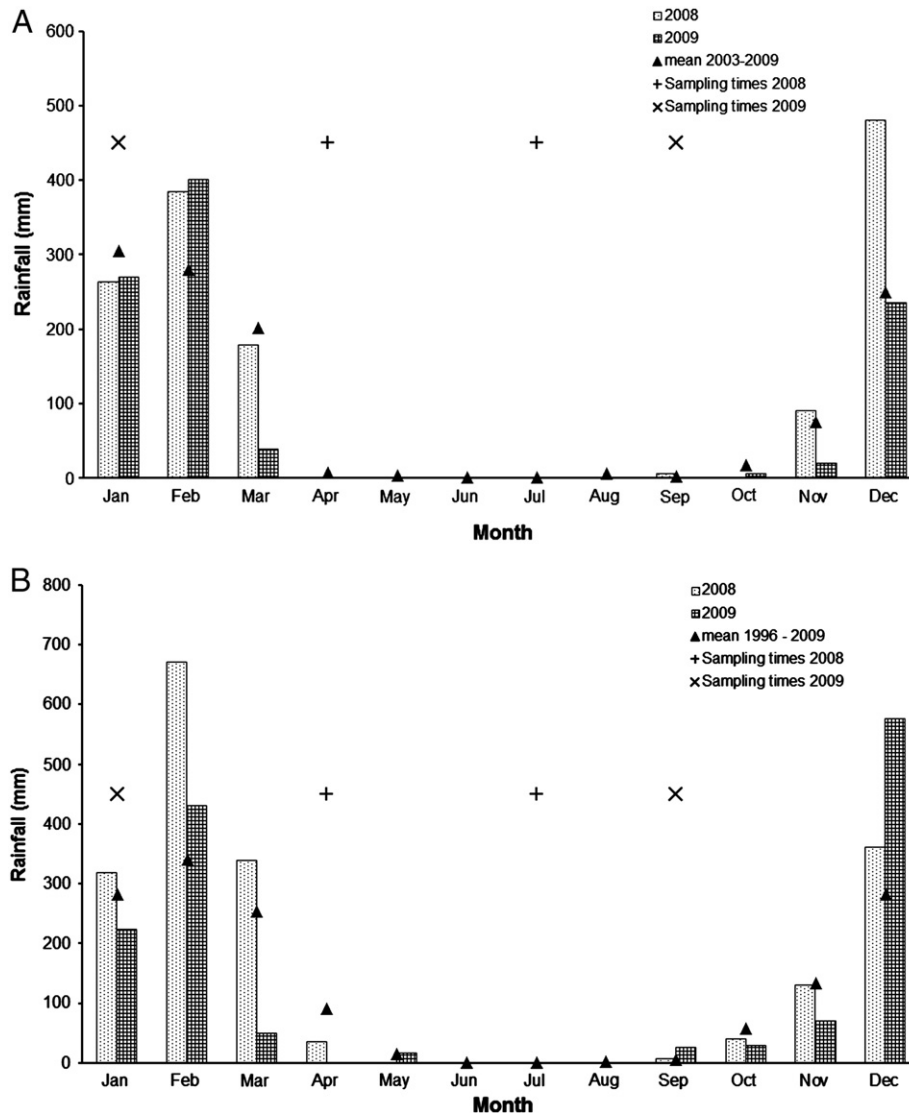 A
2008
2009
mean 2003-2009
Sampling times 2008
Sampling times 2009
Rainfall (mm)
600
500
400
300
200
100
0
Jan Feb Mar Apr May Jun Jul Aug Sep Oct Nov Dec
Month
B
2008
2009
mean 1996 - 2009
Sampling times 2008
Sampling times 2009
Rainfall (mm)
800
700
600
500
400
300
200
100
0
Jan Feb Mar Apr May Jun Jul Aug Sep Oct Nov Dec
Month